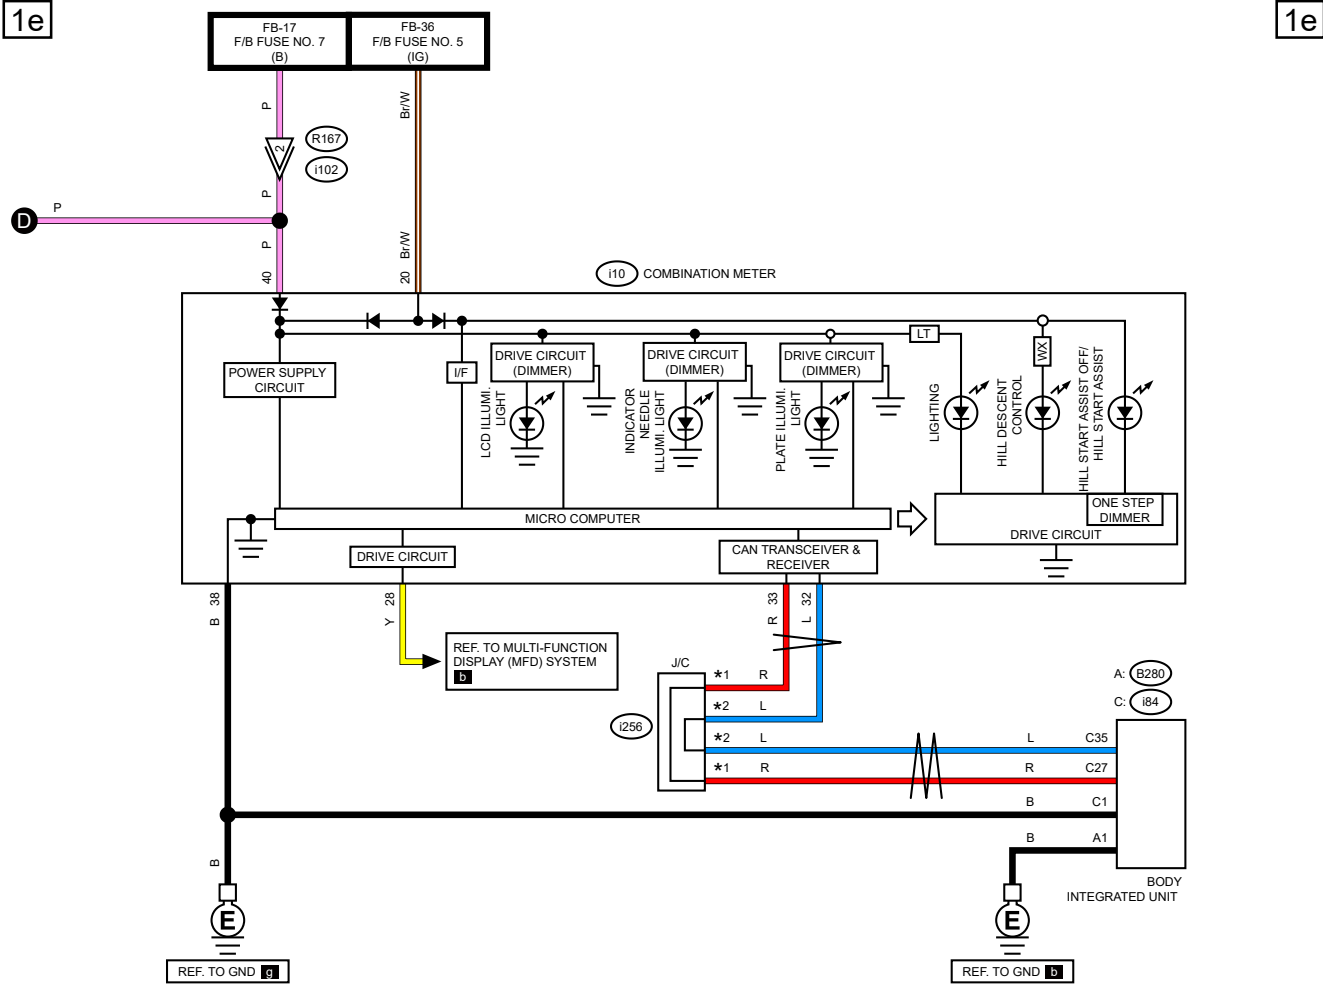 1e
1e
FB-17
F/B FUSE NO. 7
(B)
FB-36
F/B FUSE NO. 5
(IG)
P
Br/W
2
R167
i102
P
D
P
P
40
Br/W
20
i10 COMBINATION METER
POWER SUPPLY
CIRCUIT
I/F
DRIVE CIRCUIT
(DIMMER)
LCD ILLUMI.
LIGHT
DRIVE CIRCUIT
(DIMMER)
INDICATOR
NEEDLE
ILLUMI. LIGHT
DRIVE CIRCUIT
(DIMMER)
PLATE ILLUMI.
LIGHT
LT
LIGHTING
WX
HILL DESCENT
CONTROL
HILL START ASSIST OFF/
HILL START ASSIST
MICRO COMPUTER
ONE STEP
DIMMER
DRIVE CIRCUIT
DRIVE CIRCUIT
CAN TRANSCEIVER &
RECEIVER
B 38
Y 28
R 33
L 32
REF. TO MULTI-FUNCTION
DISPLAY (MFD) SYSTEM
b
J/C
i256
*1 R
*2 L
*2 L
*1 R
A: B280
C: i84
L C35
R C27
B C1
B A1
BODY
INTEGRATED UNIT
B
E
REF. TO GND g
E
REF. TO GND b